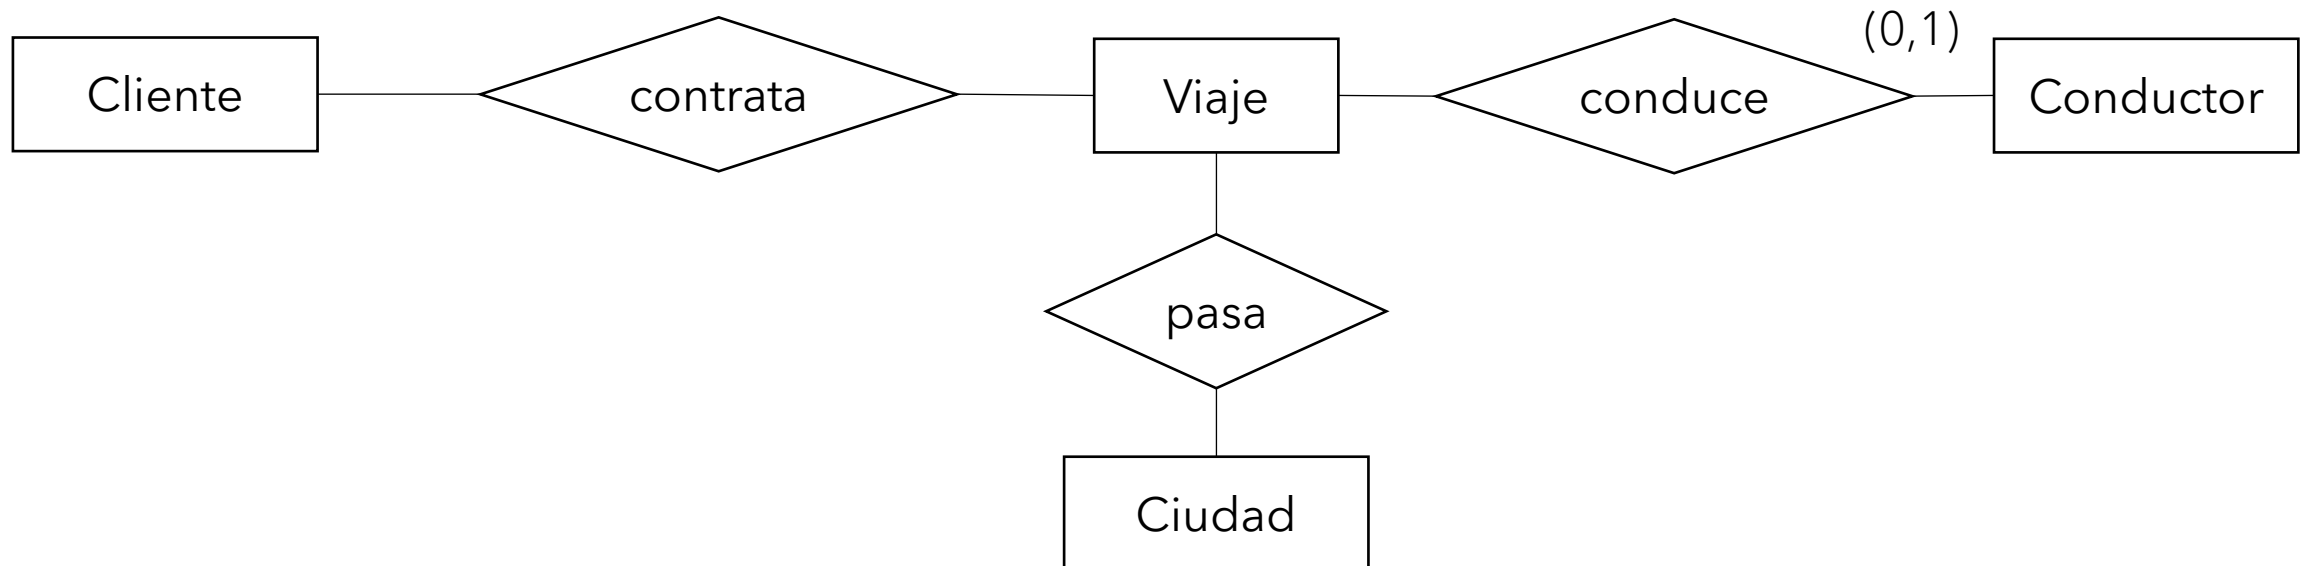 (0,1)
Cliente
contrata
Viaje
conduce
Conductor
pasa
Ciudad